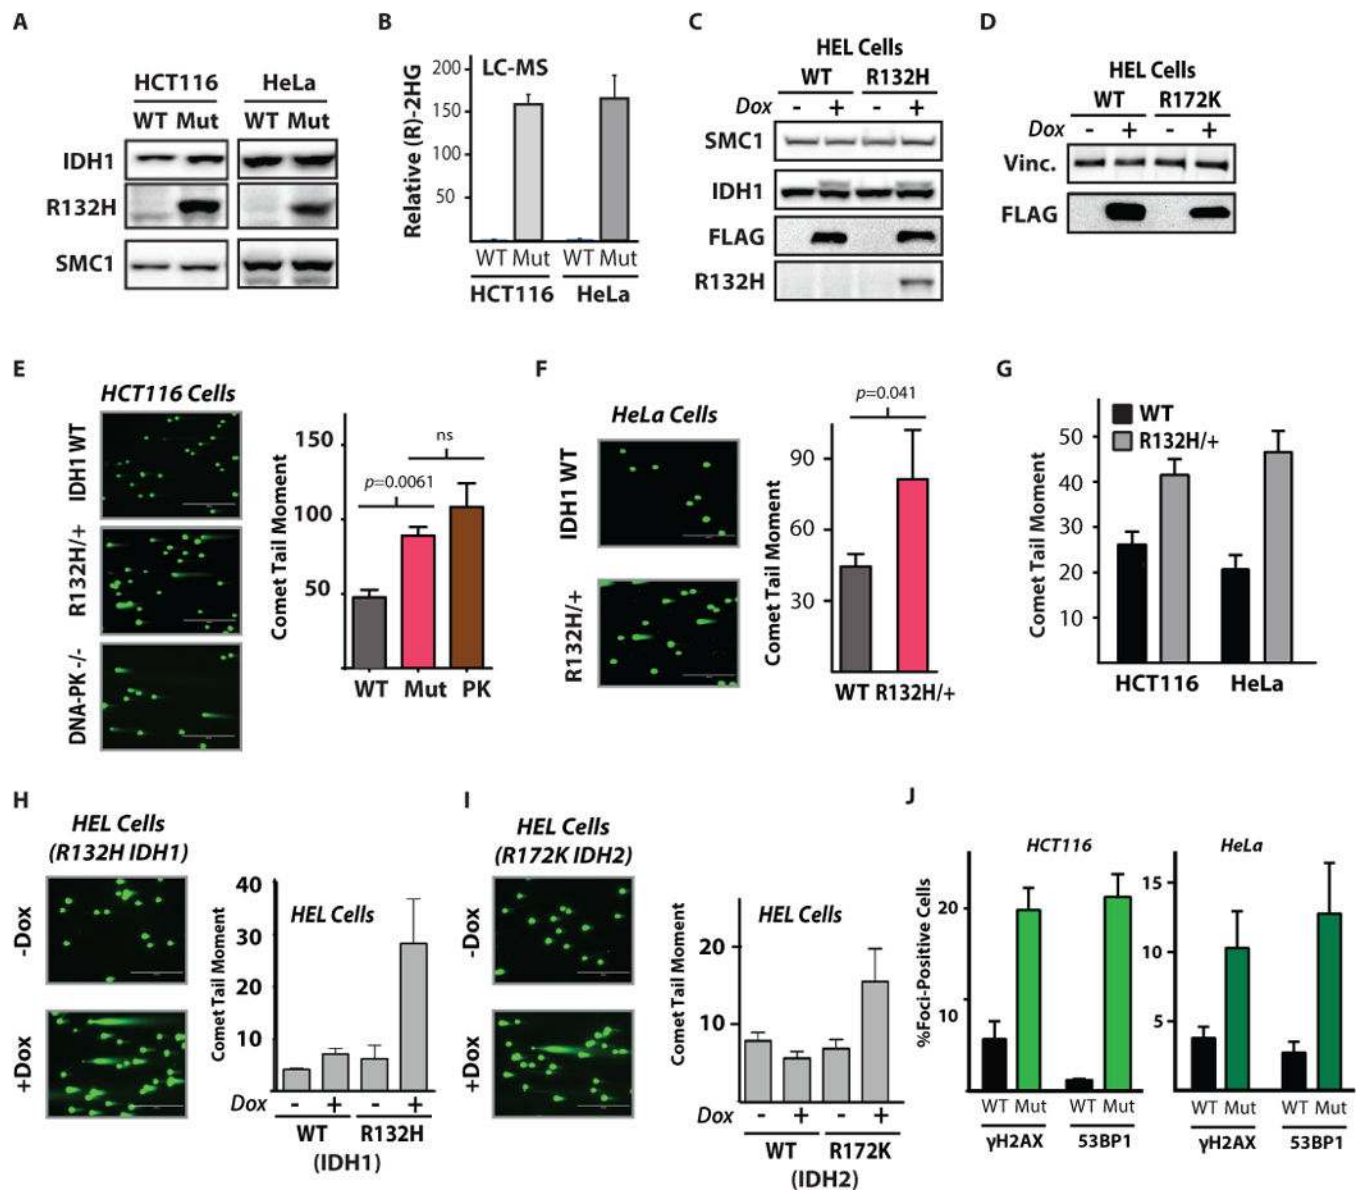 A
HCT116 HeLa
WT Mut WT Mut
IDH1
R132H
SMC1
B
LC-MS
Relative (R)-2HG
200
150
100
50
WT Mut WT Mut
HCT116 HeLa
C
HEL Cells
WT R132H
Dox - + - +
SMC1
IDH1
FLAG
R132H
D
HEL Cells
WT R172K
Dox - + - +
Vinc.
FLAG
E
HCT116 Cells
IDH1 WT
R132H/+
DNA-PK -/-
Comet Tail Moment
150
100
50
ns
p=0.0061
WT Mut PK
F
HeLa Cells
IDH1 WT
R132H/+
Comet Tail Moment
p=0.041
90
60
30
WT R132H/+
G
WT
R132H/+
Comet Tail Moment
50
40
30
20
10
HCT116 HeLa
H
HEL Cells
(R132H IDH1)
-Dox
+Dox
Comet Tail Moment
40
30
20
10
HEL Cells
Dox - + - +
WT R132H
(IDH1)
I
HEL Cells
(R172K IDH2)
-Dox
+Dox
Comet Tail Moment
20
10
HEL Cells
Dox - + - +
WT R172K
(IDH2)
J
HCT116 HeLa
%Foci-Positive Cells
20
10
15
10
5
WT Mut WT Mut WT Mut WT Mut
γH2AX 53BP1 γH2AX 53BP1